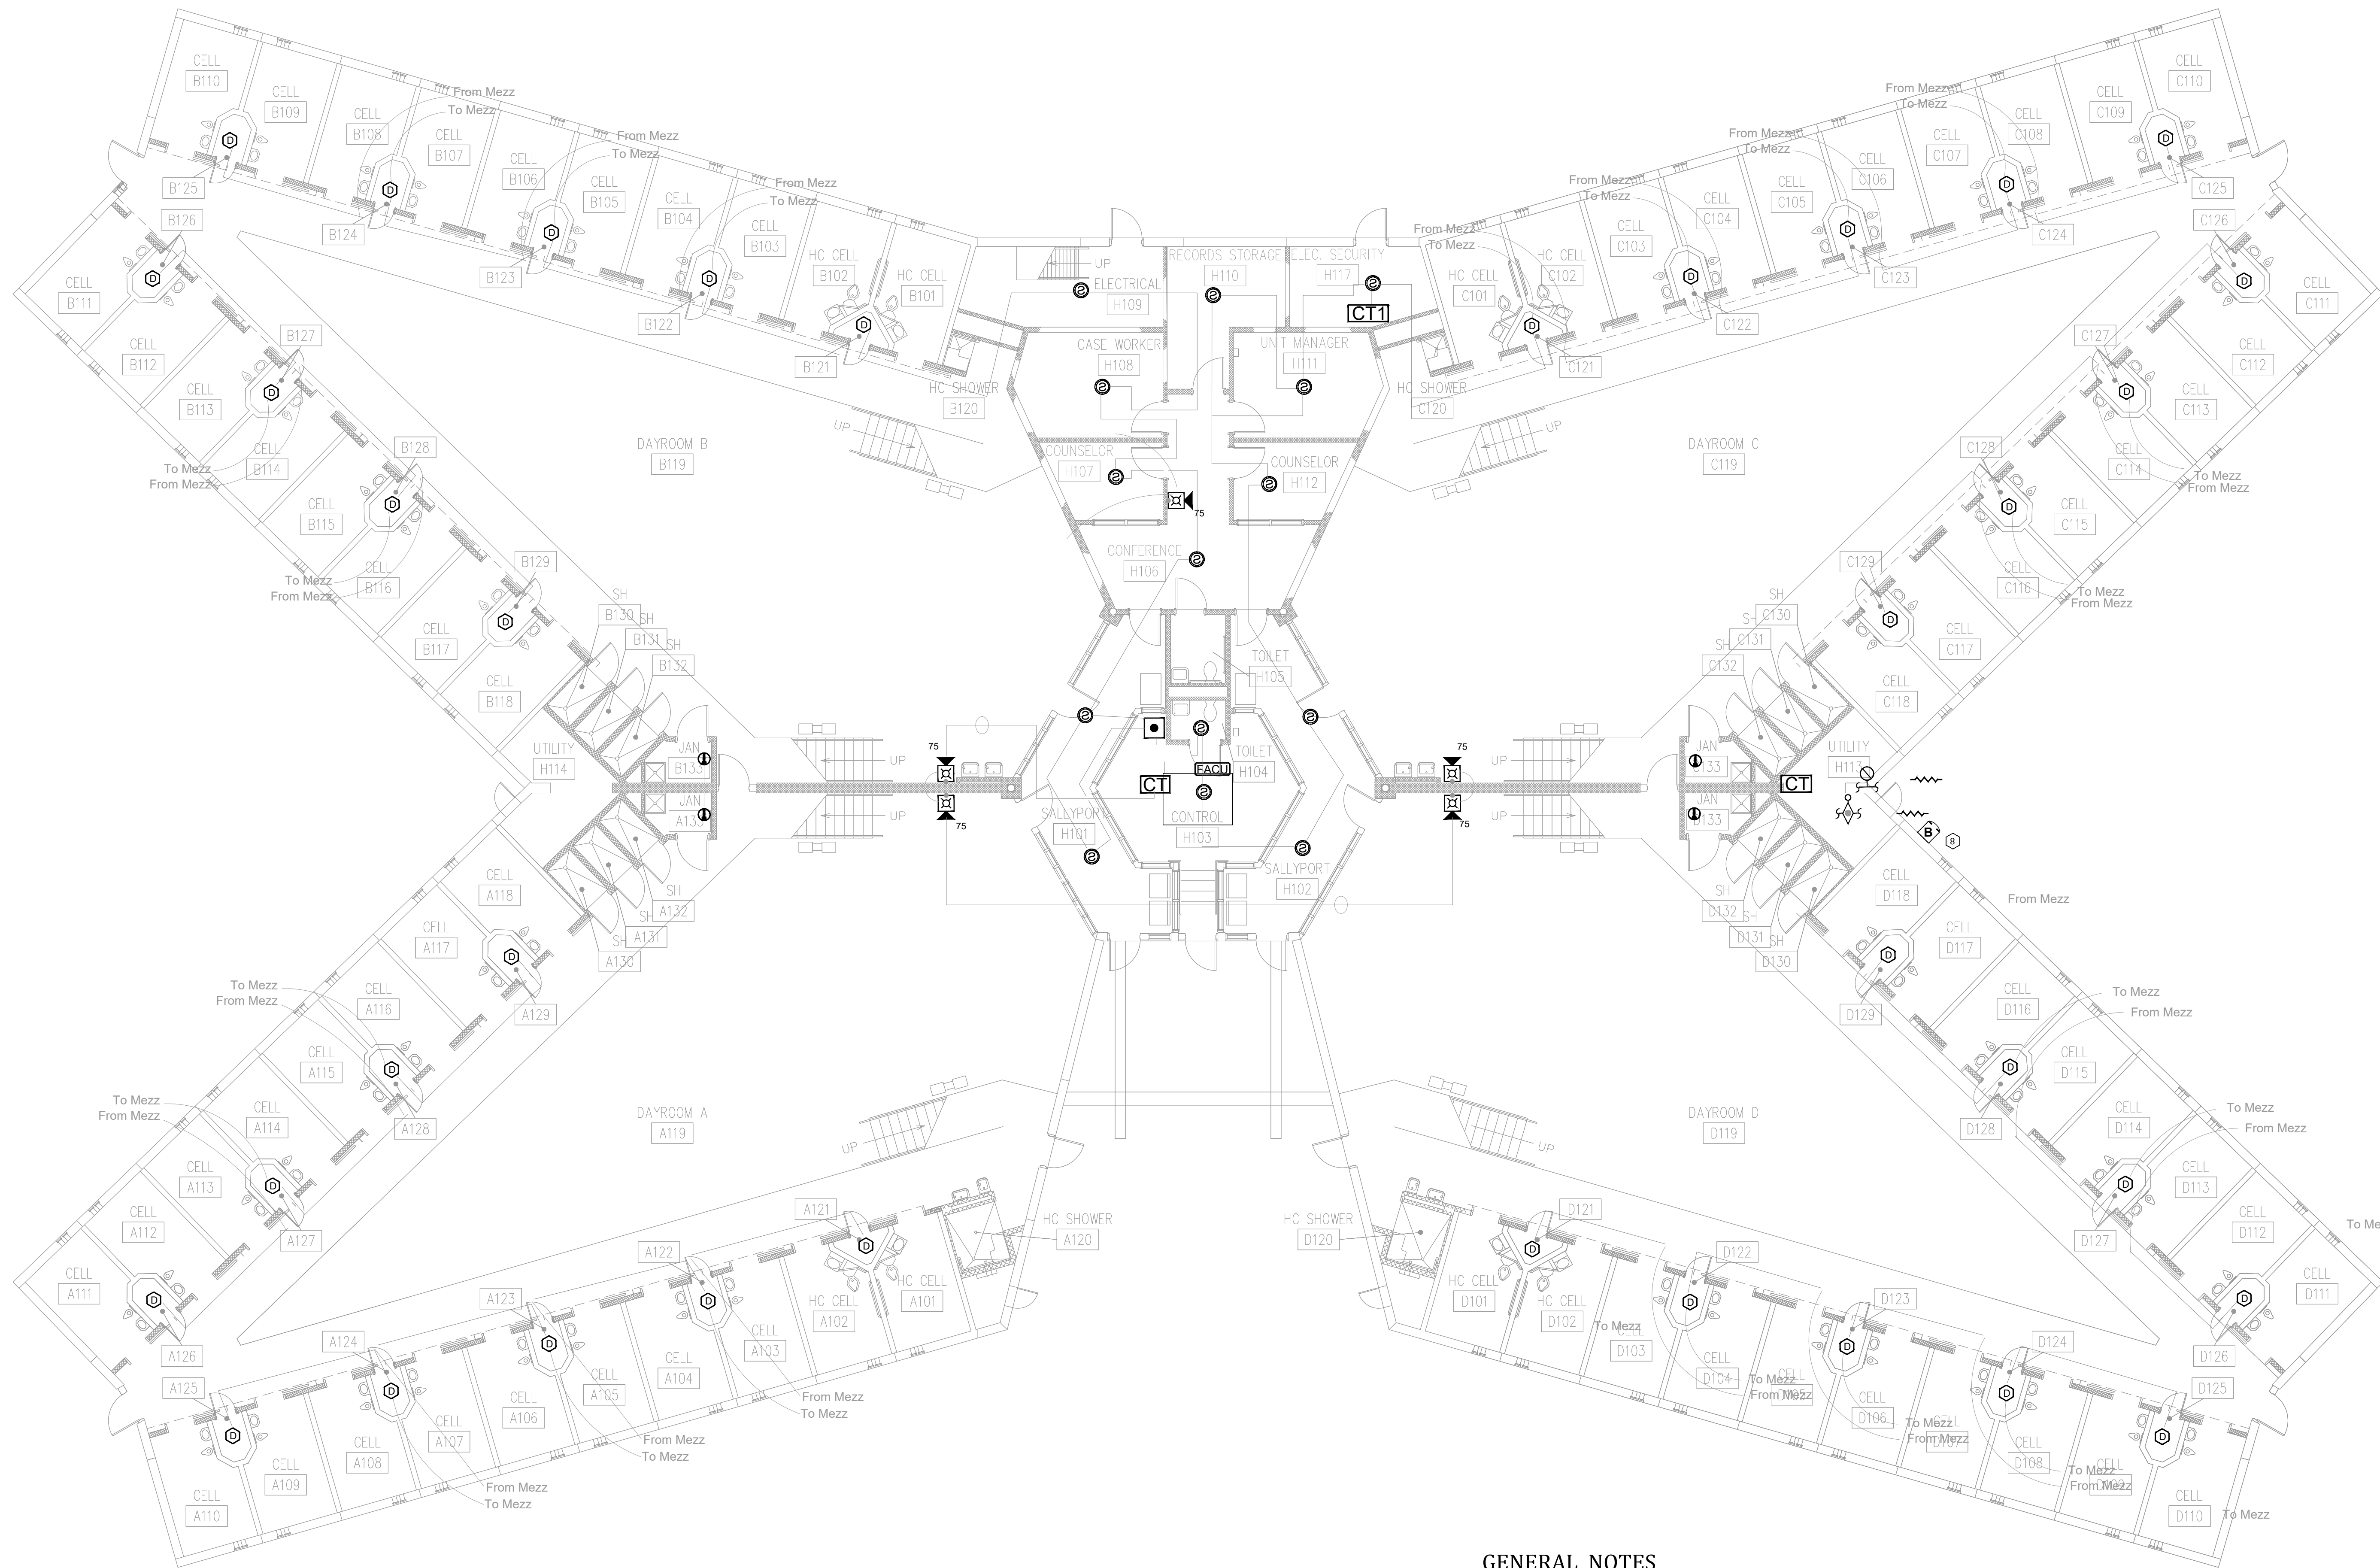 CELL
B110
CELL
B109
CELL
B108
CELL
B107
CELL
B106
CELL
B105
CELL
B104
CELL
B103
HC CELL
B102
HC CELL
B101
From Mezz
To Mezz
From Mezz
To Mezz
From Mezz
To Mezz
B125
B124
B123
B122
B121
D
D
D
D
D
UP
ELECTRICAL
H109
RECORDS STORAGE
H110
ELEC. SECURITY
H117
CT1
CASE WORKER
H108
UNIT MANAGER
H111
COUNSELOR
H107
COUNSELOR
H112
75
CONFERENCE
H106
HC SHOWER
B120
HC SHOWER
C120
HC CELL
C101
HC CELL
C102
CELL
C103
CELL
C104
CELL
C105
CELL
C106
CELL
C107
CELL
C108
CELL
C109
CELL
C110
From Mezz
To Mezz
From Mezz
To Mezz
From Mezz
To Mezz
From Mezz
To Mezz
C121
C122
C123
C124
C125
D
D
D
D
D
B126
CELL
B111
CELL
B112
B127
CELL
B113
CELL
B114
To Mezz
From Mezz
B128
CELL
B115
CELL
B116
To Mezz
From Mezz
B129
CELL
B117
CELL
B118
D
D
D
D
DAYROOM B
B119
UP
SH
B130
SH
B131
SH
B132
UTILITY
H114
JAN
B133
JAN
A133
UP
UP
75
75
DAYROOM C
C119
UP
C126
CELL
C111
CELL
C112
C127
CELL
C113
CELL
C114
To Mezz
From Mezz
C128
CELL
C115
CELL
C116
To Mezz
From Mezz
C129
CELL
C117
CELL
C118
D
D
D
D
SH
C130
SH
C131
SH
C132
TOILET
H105
TOILET
H104
FACU
CT
CONTROL
H103
SALLYPORT
H101
SALLYPORT
H102
75
75
UP
UP
JAN
C133
JAN
D133
CT
UTILITY
H113
B
8
CELL
A118
CELL
A117
CELL
A116
To Mezz
From Mezz
CELL
A115
CELL
A114
To Mezz
From Mezz
CELL
A113
CELL
A112
CELL
A111
SH
A132
SH
A131
SH
A130
A129
A128
A127
A126
D
D
D
D
DAYROOM A
A119
UP
A125
A124
A123
A122
A121
D
D
D
D
D
CELL
A110
CELL
A109
CELL
A108
CELL
A107
CELL
A106
CELL
A105
CELL
A104
CELL
A103
HC CELL
A102
HC CELL
A101
From Mezz
To Mezz
From Mezz
To Mezz
From Mezz
To Mezz
HC SHOWER
A120
HC SHOWER
D120
DAYROOM D
D119
UP
SH
D132
SH
D131
SH
D130
CELL
D118
From Mezz
CELL
D117
CELL
D116
To Mezz
From Mezz
CELL
D115
CELL
D114
To Mezz
From Mezz
CELL
D113
CELL
D112
CELL
D111
To Me
D129
D128
D127
D126
D
D
D
D
D121
D122
D123
D124
D125
D
D
D
D
D
HC CELL
D101
HC CELL
D102
To Mezz
CELL
D103
CELL
D104
To Mezz
From Mezz
CELL
D106
To Mezz
From Mezz
CELL
D108
To Mezz
From Mezz
CELL
D110
To Mezz
GENERAL NOTES